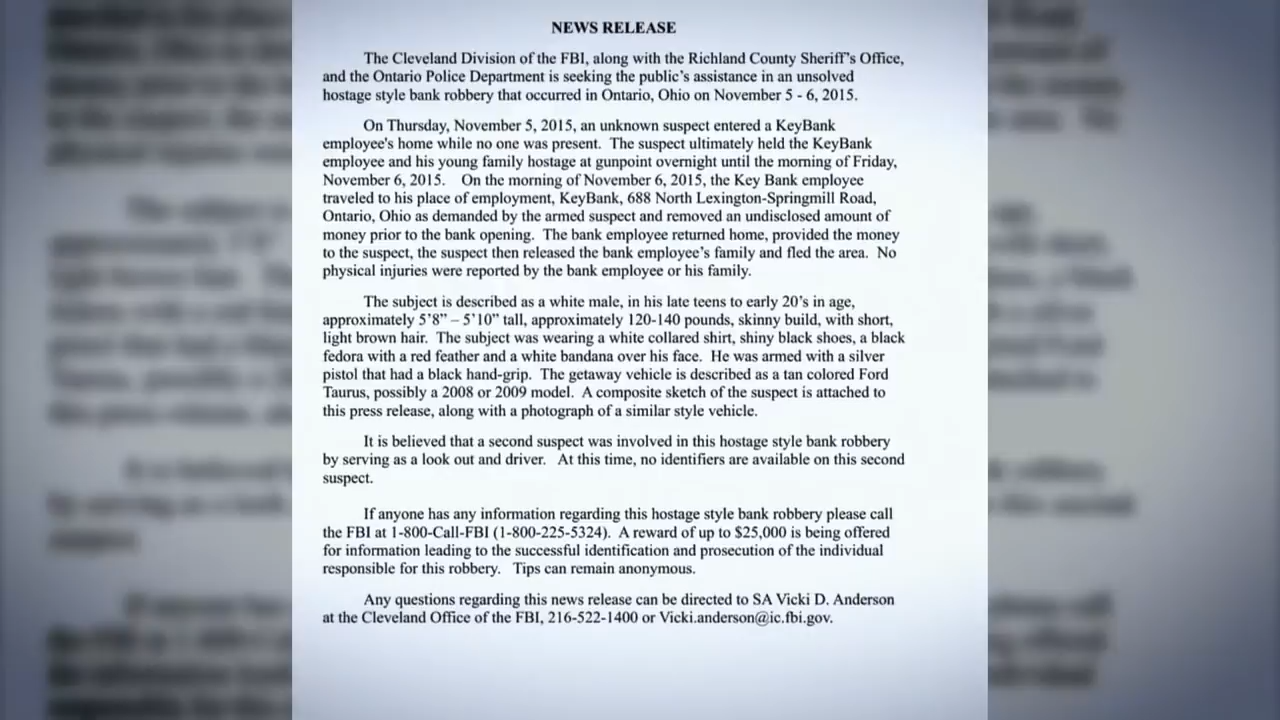 NEWS RELEASE
The Cleveland Division of the FBI, along with the Richland County Sheriff's Office,
and the Ontario Police Department is seeking the public's assistance in an unsolved
hostage style bank robbery that occurred in Ontario, Ohio on November 5 - 6, 2015.
On Thursday, November 5, 2015, an unknown suspect entered a KeyBank
employee's home while no one was present. The suspect ultimately held the KeyBank
employee and his young family hostage at gunpoint overnight until the morning of Friday,
November 6, 2015. On the morning of November 6, 2015, the Key Bank employee
traveled to his place of employment, KeyBank, 688 North Lexington-Springmill Road,
Ontario, Ohio as demanded by the armed suspect and removed an undisclosed amount of
money prior to the bank opening. The bank employee returned home, provided the money
to the suspect, the suspect then released the bank employee's family and fled the area. No
physical injuries were reported by the bank employee or his family.
The subject is described as a white male, in his late teens to early 20's in age,
approximately 5'8" – 5'10" tall, approximately 120-140 pounds, skinny build, with short,
light brown hair. The subject was wearing a white collared shirt, shiny black shoes, a black
fedora with a red feather and a white bandana over his face. He was armed with a silver
pistol that had a black hand-grip. The getaway vehicle is described as a tan colored Ford
Taurus, possibly a 2008 or 2009 model. A composite sketch of the suspect is attached to
this press release, along with a photograph of a similar style vehicle.
It is believed that a second suspect was involved in this hostage style bank robbery
by serving as a look out and driver. At this time, no identifiers are available on this second
suspect.
If anyone has any information regarding this hostage style bank robbery please call
the FBI at 1-800-Call-FBI (1-800-225-5324). A reward of up to $25,000 is being offered
for information leading to the successful identification and prosecution of the individual
responsible for this robbery. Tips can remain anonymous.
Any questions regarding this news release can be directed to SA Vicki D. Anderson
at the Cleveland Office of the FBI, 216-522-1400 or Vicki.anderson@ic.fbi.gov.